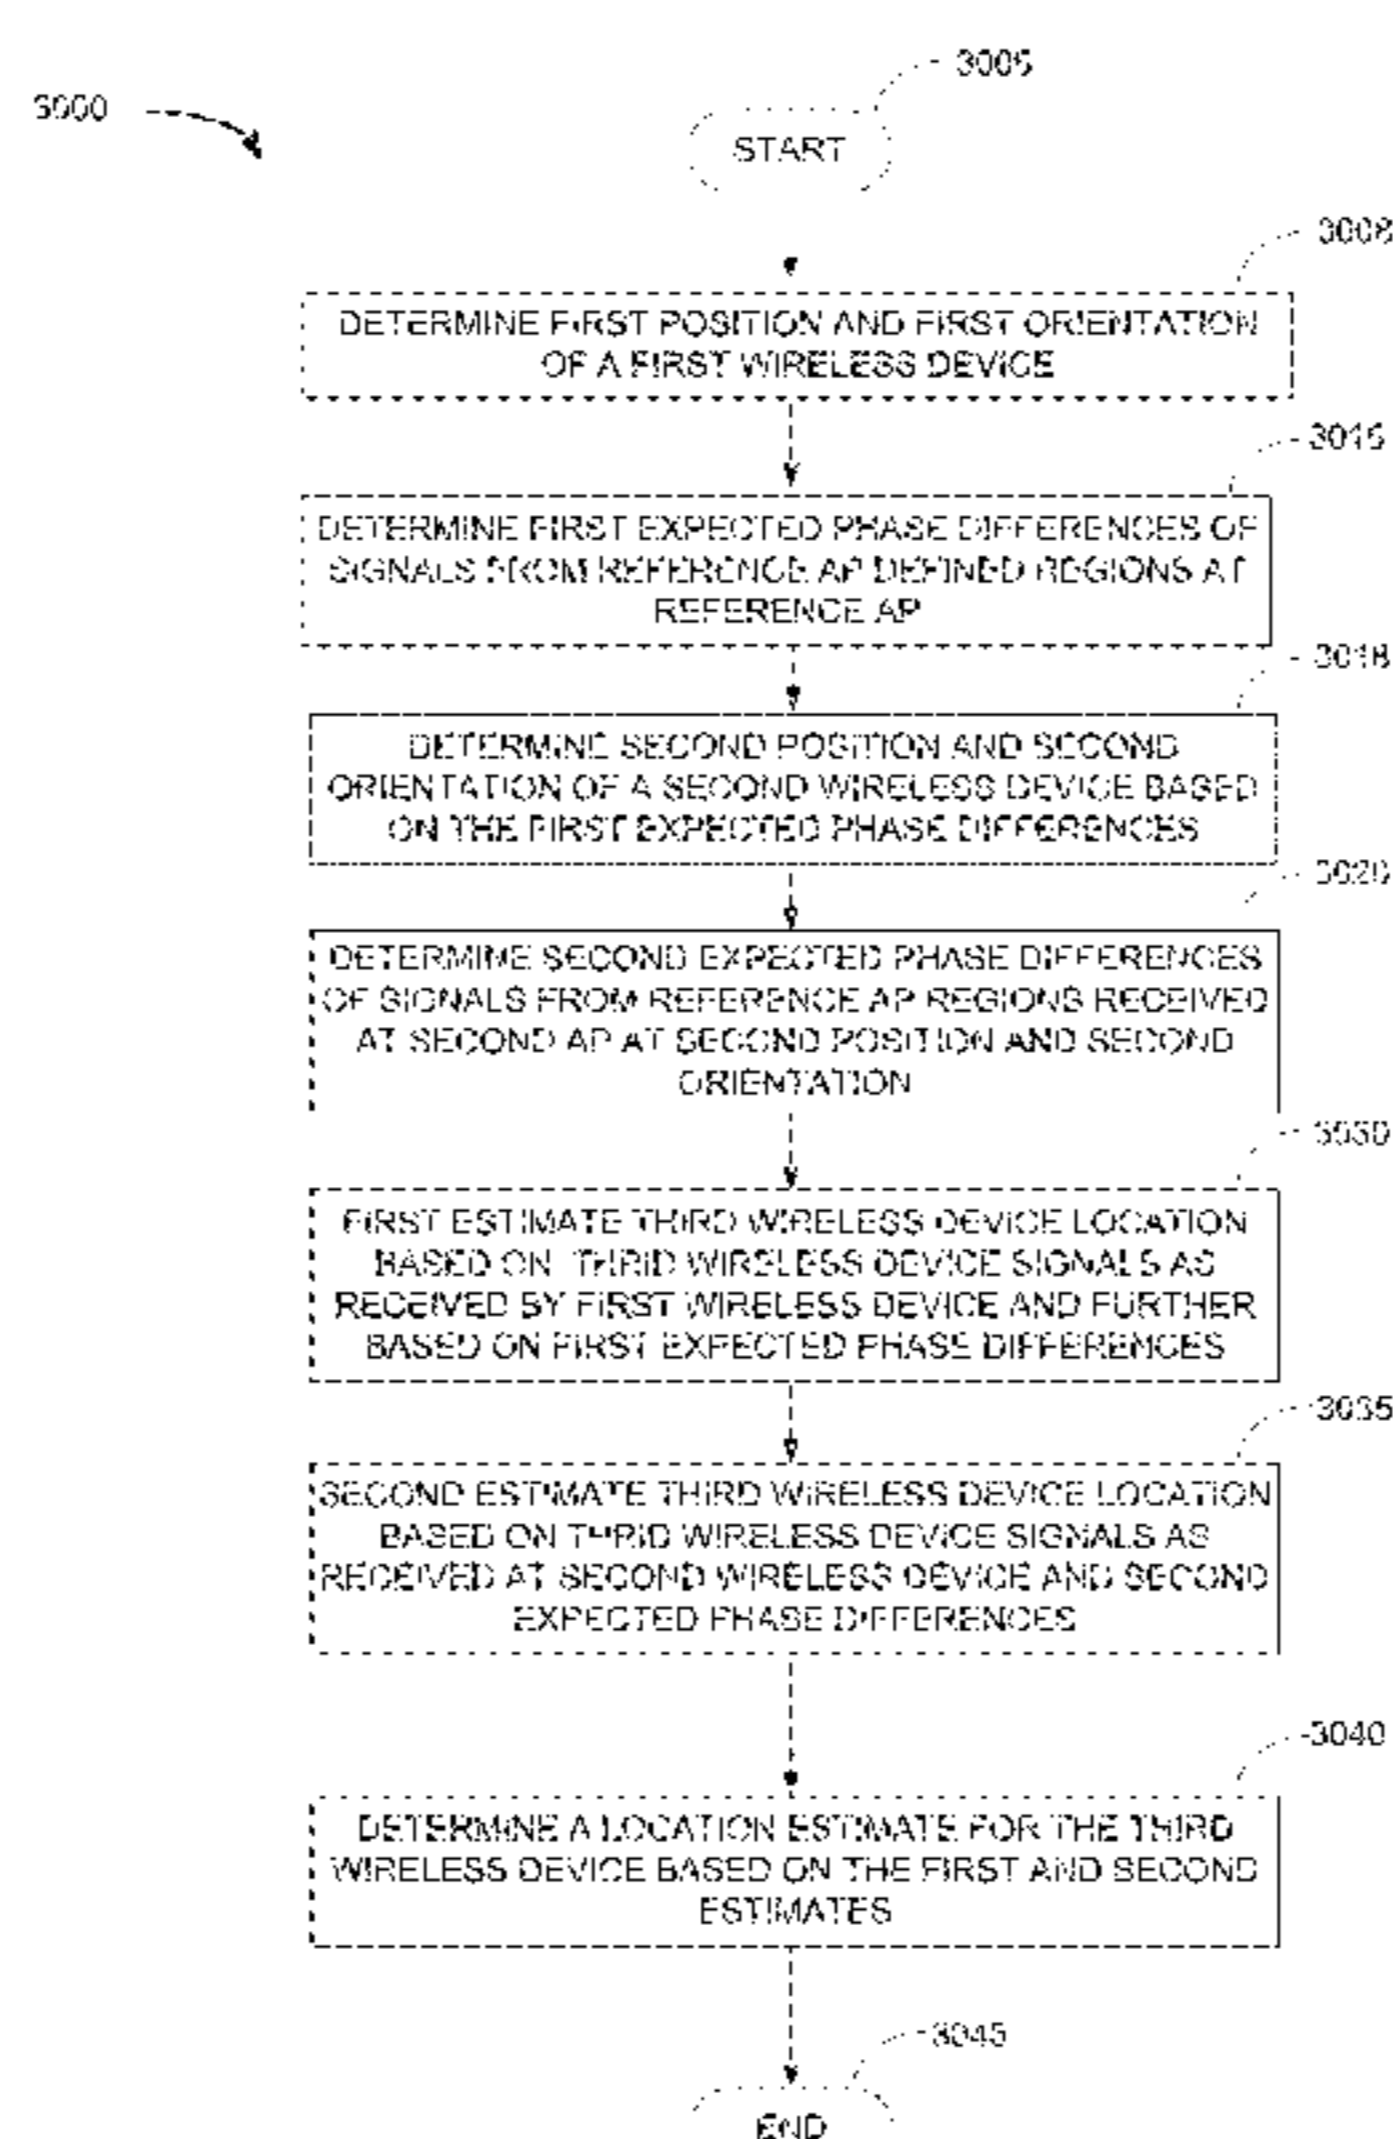 3005
3000
START
3008
DETERMINE FIRST POSITION AND FIRST ORIENTATION
OF A FIRST WIRELESS DEVICE
3015
DETERMINE FIRST EXPECTED PHASE DIFFERENCES OF
SIGNALS FROM REFERENCE AP DEFINED REGIONS AT
REFERENCE AP
3018
DETERMINE SECOND POSITION AND SECOND
ORIENTATION OF A SECOND WIRELESS DEVICE BASED
ON THE FIRST EXPECTED PHASE DIFFERENCES
3020
DETERMINE SECOND EXPECTED PHASE DIFFERENCES
OF SIGNALS FROM REFERENCE AP REGIONS RECEIVED
AT SECOND AP AT SECOND POSITION AND SECOND
ORIENTATION
3030
FIRST ESTIMATE THIRD WIRELESS DEVICE LOCATION
BASED ON THRID WIRELESS DEVICE SIGNALS AS
RECEIVED BY FIRST WIRELESS DEVICE AND FURTHER
BASED ON FIRST EXPECTED PHASE DIFFERENCES
3035
SECOND ESTIMATE THIRD WIRELESS DEVICE LOCATION
BASED ON THRID WIRELESS DEVICE SIGNALS AS
RECEIVED AT SECOND WIRELESS DEVICE AND SECOND
EXPECTED PHASE DIFFERENCES
3040
DETERMINE A LOCATION ESTIMATE FOR THE THIRD
WIRELESS DEVICE BASED ON THE FIRST AND SECOND
ESTIMATES
3045
END